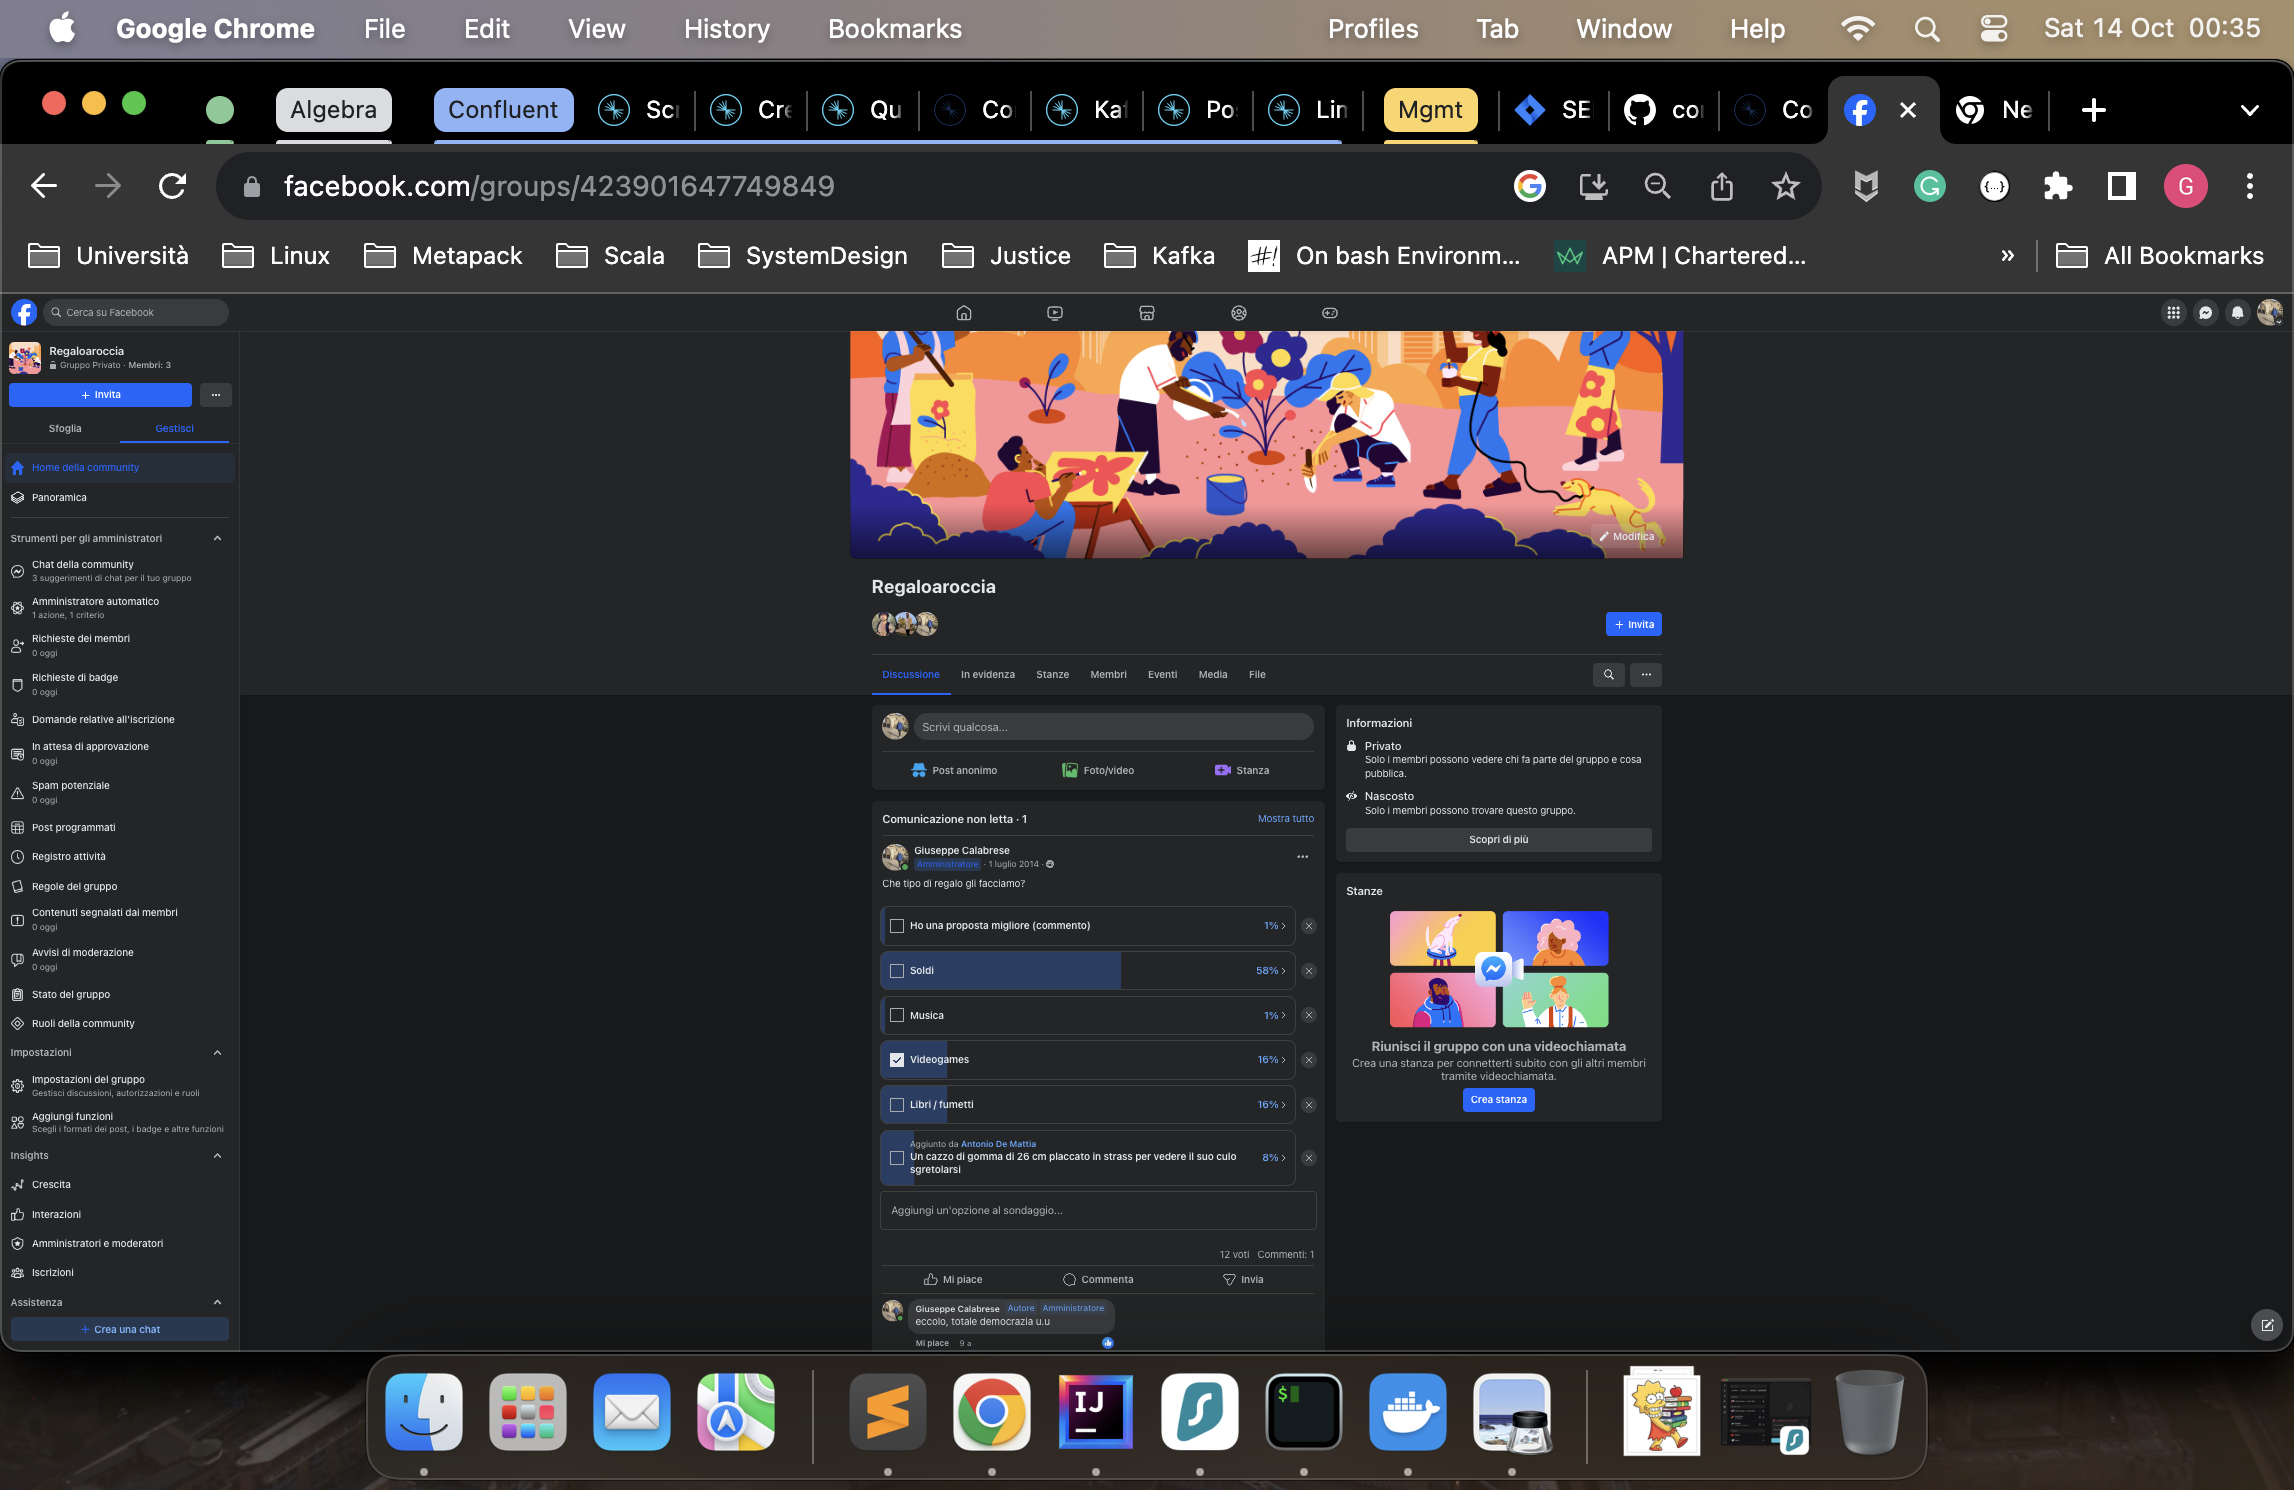 Google Chrome File Edit View History Bookmarks Profiles Tab Window Help Sat 14 Oct 00:35
Algebra Confluent Sc Cre Qu Co Ka Po Lin Mgmt SE co Co Ne
facebook.com/groups/423901647749849
Università Linux Metapack Scala SystemDesign Justice Kafka On bash Environm... APM | Chartered... » All Bookmarks
Cerca su Facebook
Regaloaroccia
Gruppo Privato · Membri: 3
+ Invita
...
Sfoglia Gestisci
Home della community
Panoramica
Strumenti per gli amministratori
Chat della community
3 suggerimenti di chat per il tuo gruppo
Amministratore automatico
1 azione, 1 criterio
Richieste dei membri
0 oggi
Richieste di badge
0 oggi
Domande relative all'iscrizione
In attesa di approvazione
0 oggi
Spam potenziale
0 oggi
Post programmati
Registro attività
Regole del gruppo
Contenuti segnalati dai membri
0 oggi
Avvisi di moderazione
0 oggi
Stato del gruppo
Ruoli della community
Impostazioni
Impostazioni del gruppo
Gestisci discussioni, autorizzazioni e ruoli
Aggiungi funzioni
Scegli i formati dei post, i badge e altre funzioni
Insights
Crescita
Interazioni
Amministratori e moderatori
Iscrizioni
Assistenza
+ Crea una chat
Modifica
Regaloaroccia
+ Invita
Discussione In evidenza Stanze Membri Eventi Media File
Scrivi qualcosa...
Post anonimo Foto/video Stanza
Comunicazione non letta · 1 Mostra tutto
Giuseppe Calabrese
Amministratore · 1 luglio 2014 ·
Che tipo di regalo gli facciamo?
Ho una proposta migliore (commento) 1%
Soldi 58%
Musica 1%
Videogames 16%
Libri / fumetti 16%
Aggiunto da Antonio De Mattia
Un cazzo di gomma di 26 cm placcato in strass per vedere il suo culo 8%
sgretolarsi
Aggiungi un'opzione al sondaggio...
12 voti Commenti: 1
Mi piace Commenta Invia
Giuseppe Calabrese Autore Amministratore
eccolo, totale democrazia u.u
Mi piace 9 a
Informazioni
Privato
Solo i membri possono vedere chi fa parte del gruppo e cosa
pubblica.
Nascosto
Solo i membri possono trovare questo gruppo.
Scopri di più
Stanze
Riunisci il gruppo con una videochiamata
Crea una stanza per connetterti subito con gli altri membri
tramite videochiamata.
Crea stanza
IJ
$